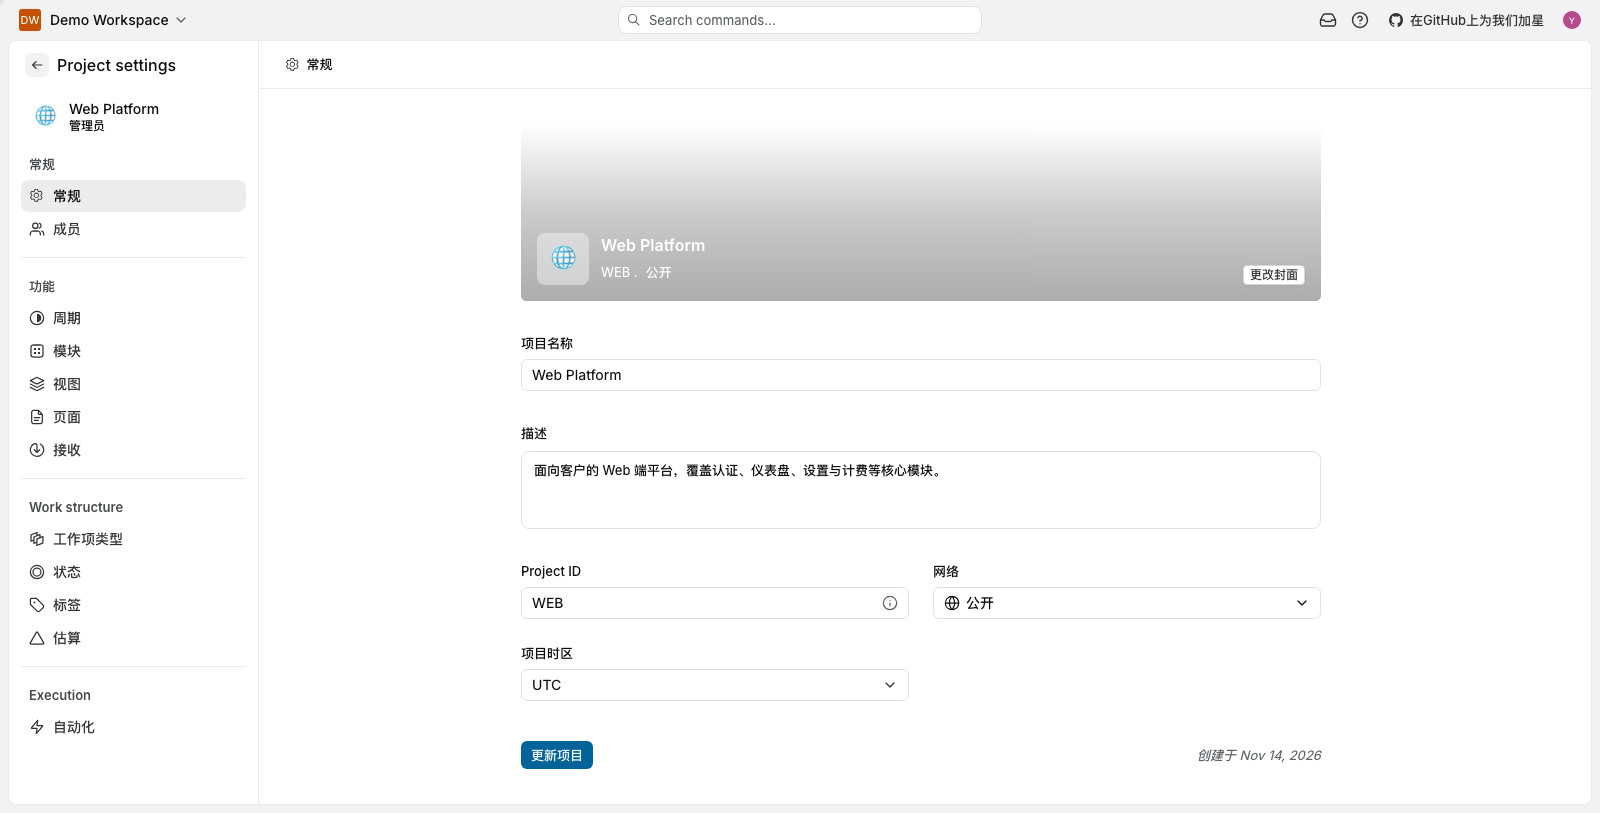 DW Demo Workspace
Search commands...
在GitHub上为我们加星
Y
Project settings
Web Platform
管理员
常规
常规
成员
功能
周期
模块
视图
页面
接收
Work structure
工作项类型
状态
标签
估算
Execution
自动化
常规
Web Platform
WEB . 公开
更改封面
项目名称
Web Platform
描述
面向客户的 Web 端平台，覆盖认证、仪表盘、设置与计费等核心模块。
Project ID
WEB
网络
公开
项目时区
UTC
更新项目
创建于 Nov 14, 2026